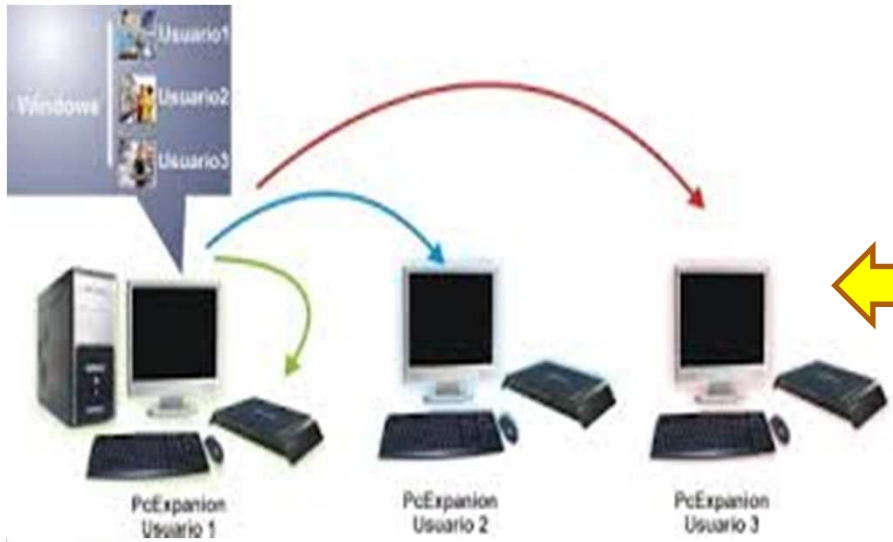 Windows
Usuario1
Usuario2
Usuario3
PcExpanion
Usuario 1
PcExpanion
Usuario 2
PcExpanion
Usuario 3